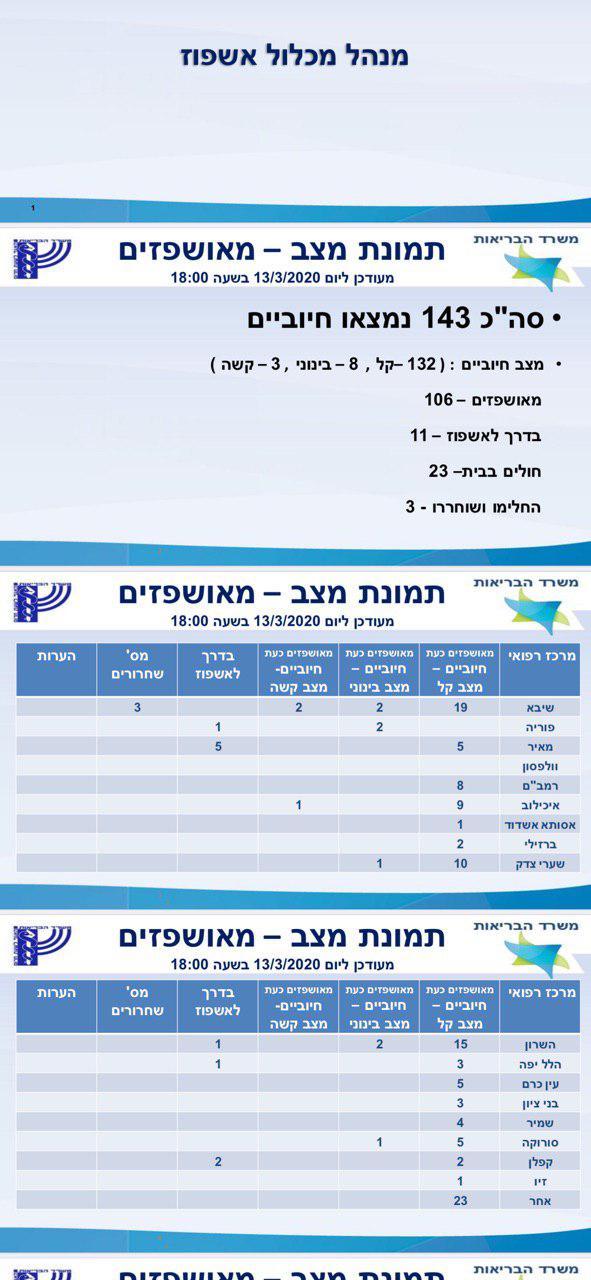 מנהל מכלול אשפוז
1
משרד הבריאות
תמונת מצב – מאושפזים
מעודכן ליום 13/3/2020 בשעה 18:00
• סה"כ 143 נמצאו חיוביים
• מצב חיוביים : ( 132 –קל , 8 – בינוני , 3 – קשה )
מאושפזים – 106
בדרך לאשפוז – 11
חולים בבית– 23
החלימו ושוחררו - 3
משרד הבריאות
תמונת מצב – מאושפזים
מעודכן ליום 13/3/2020 בשעה 18:00
מרכז רפואי | מאושפזים כעת חיוביים – מצב קל | מאושפזים כעת חיוביים – מצב בינוני | מאושפזים כעת חיוביים- מצב קשה | בדרך לאשפוז | מס' שחרורים | הערות
שיבא 19 2 2 3
פוריה 2 1
מאיר 5 5
וולפסון
רמב"ם 8
איכילוב 9 1
אסותא אשדוד 1
ברזילי 2
שערי צדק 10 1
משרד הבריאות
תמונת מצב – מאושפזים
מעודכן ליום 13/3/2020 בשעה 18:00
מרכז רפואי | מאושפזים כעת חיוביים – מצב קל | מאושפזים כעת חיוביים – מצב בינוני | מאושפזים כעת חיוביים- מצב קשה | בדרך לאשפוז | מס' שחרורים | הערות
השרון 15 2 1
הלל יפה 3 1
עין כרם 5
בני ציון 3
שמיר 4
סורוקה 5 1
קפלן 2 2
זיו 1
אחר 23
תמונת מצב – מאושפזים